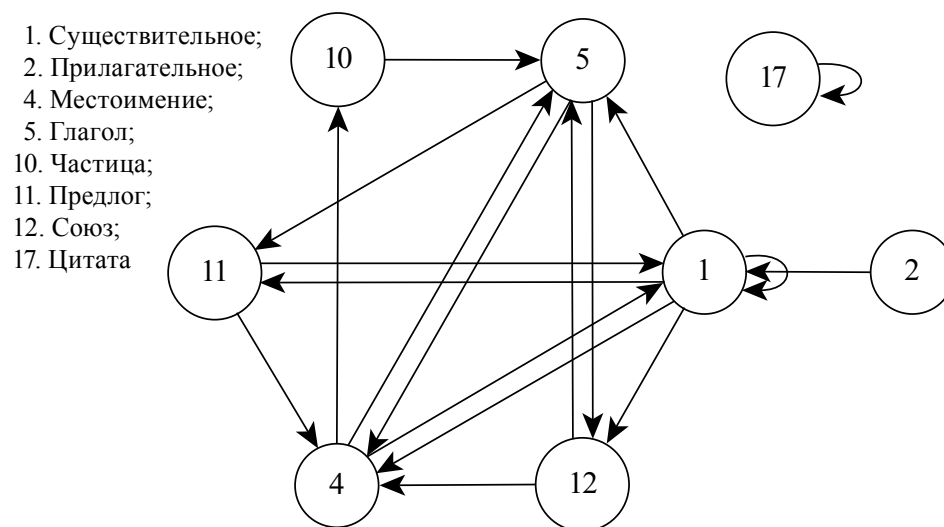 1. Существительное;
2. Прилагательное;
4. Местоимение;
5. Глагол;
10. Частица;
11. Предлог;
12. Союз;
17. Цитата
10
5
17
11
1
2
4
12